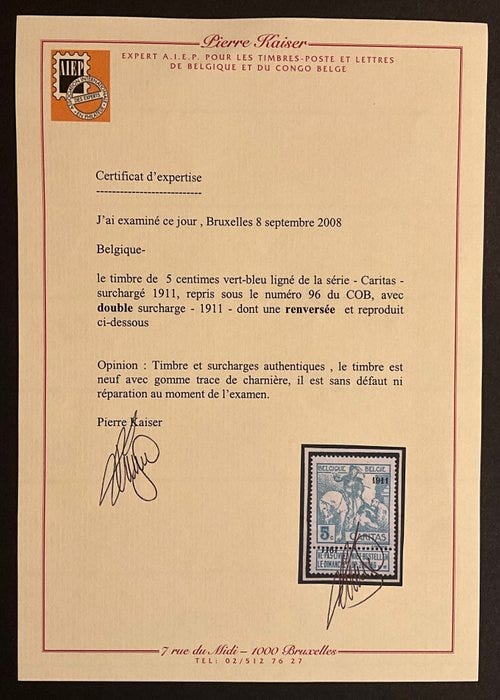 Pierre Kaiser
EXPERT A.I.E.P. POUR LES TIMBRES-POSTE ET LETTRES
DE BELGIQUE ET DU CONGO BELGE
AIEP
Certificat d'expertise
---------------------------
J'ai examiné ce jour , Bruxelles 8 septembre 2008
Belgique-
le timbre de 5 centimes vert-bleu ligné de la série - Caritas -
surchargé 1911, repris sous le numéro 96 du COB, avec
double surcharge - 1911 - dont une renversée et reproduit
ci-dessous
Opinion : Timbre et surcharges authentiques , le timbre est
neuf avec gomme trace de charnière, il est sans défaut ni
réparation au moment de l'examen.
Pierre Kaiser
BELGIQUE BELGIE
1911
5c CARITAS
1911
7 rue du Midi – 1000 Bruxelles
TEL: 02/512 76 27